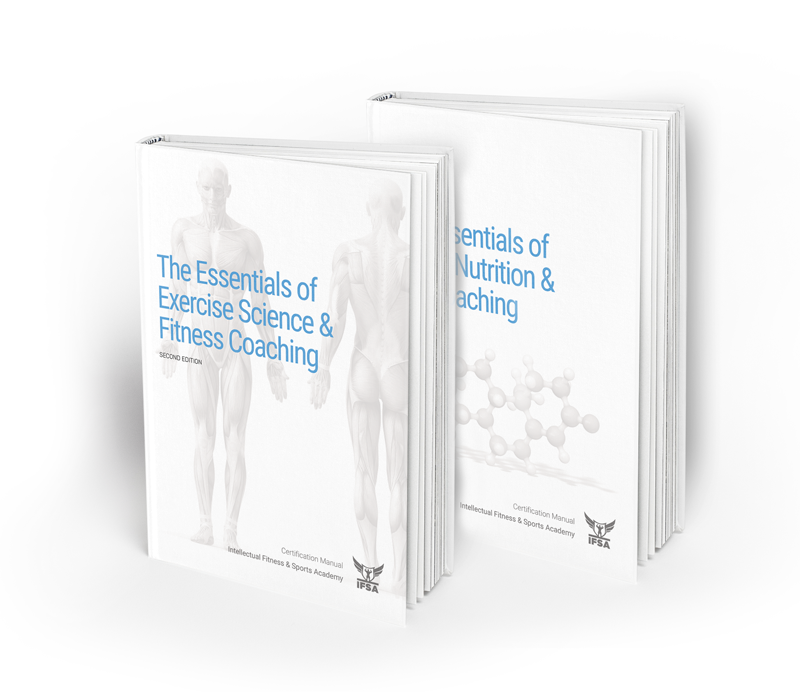 The Essentials of
Exercise Science &
Fitness Coaching
SECOND EDITION
Certification Manual
Intellectual Fitness & Sports Academy
IFSA
sentials of
Nutrition &
aching
Certification Manual
Intellectual Fitness & Sports Academy
IFSA